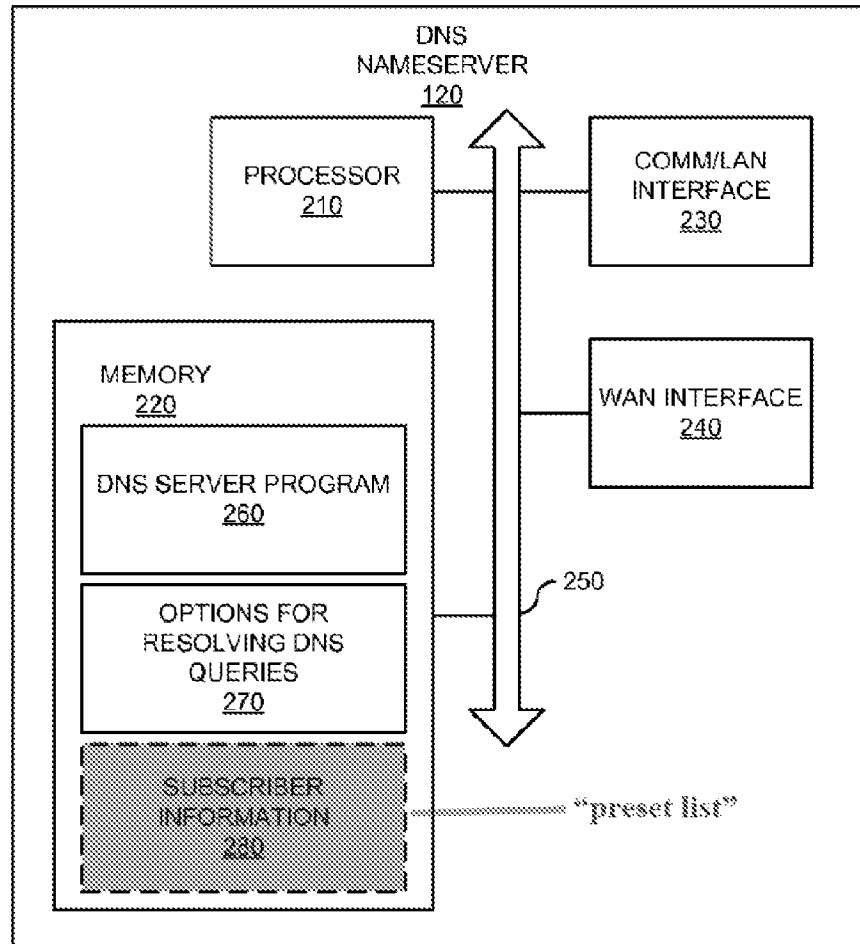 DNS
NAMESERVER
120
PROCESSOR
210
COMM/LAN
INTERFACE
230
MEMORY
220
WAN INTERFACE
240
DNS SERVER PROGRAM
260
250
OPTIONS FOR
RESOLVING DNS
QUERIES
270
SUBSCRIBER
INFORMATION
280
“preset list”